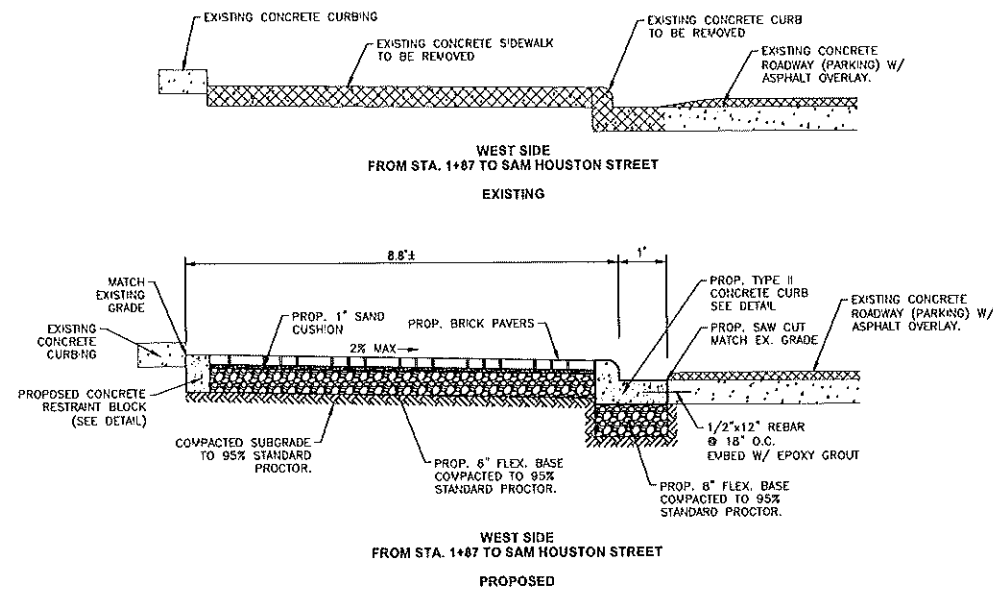 EXISTING CONCRETE CURBING
EXISTING CONCRETE SIDEWALK
TO BE REMOVED
EXISTING CONCRETE CURB
TO BE REMOVED
EXISTING CONCRETE
ROADWAY (PARKING) W/
ASPHALT OVERLAY.
WEST SIDE
FROM STA. 1+87 TO SAM HOUSTON STREET
EXISTING
8.8'±
1'
MATCH
EXISTING
GRADE
EXISTING
CONCRETE
CURBING
PROP. 1" SAND
CUSHION
2% MAX
PROP. BRICK PAVERS
PROP. TYPE II
CONCRETE CURB
SEE DETAIL
PROP. SAW CUT
MATCH EX. GRADE
EXISTING CONCRETE
ROADWAY (PARKING) W/
ASPHALT OVERLAY.
PROPOSED CONCRETE
RESTRAINT BLOCK
(SEE DETAIL)
COMPACTED SUBGRADE
TO 95% STANDARD
PROCTOR.
PROP. 6" FLEX. BASE
COMPACTED TO 95%
STANDARD PROCTOR.
1/2"x12" REBAR
@ 18" O.C.
EMBED W/ EPOXY GROUT
PROP. 8" FLEX. BASE
COMPACTED TO 95%
STANDARD PROCTOR.
WEST SIDE
FROM STA. 1+87 TO SAM HOUSTON STREET
PROPOSED